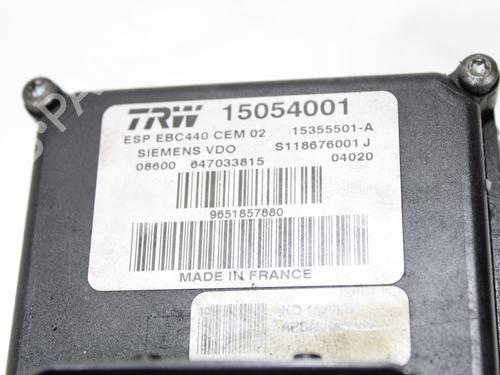 TRW 15054001
ESP EBC440 CEM 02 15355501-A
SIEMENS VDO S118676001 J
08600 647033815 04020
9651857880
MADE IN FRANCE